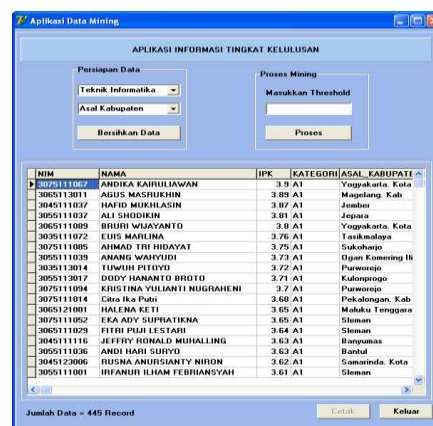 Aplikasi Data Mining
APLIKASI INFORMASI TINGKAT KELULUSAN
Persiapan Data
Teknik Informatika
Asal Kabupaten
Bersihkan Data
Proses Mining
Masukkan Threshold
Proses
NIM NAMA IPK KATEGORI ASAL_KABUPATE
3075111067 ANDIKA KAIRULIAWAN 3.9 A1 Yogyakarta. Kota
3065113011 AGUS MASRUKHIN 3.89 A1 Magelang. Kab
3045111037 HAFID MUKHLASIN 3.87 A1 Jember
3055111037 ALI SHODIKIN 3.81 A1 Jepara
3065111089 BRURI WIJAYANTO 3.8 A1 Yogyakarta. Kota
3035111072 EUIS MARLINA 3.76 A1 Tasikmalaya
3075111085 AHMAD TRI HIDAYAT 3.75 A1 Sukoharjo
3055111039 ANANG WAHYUDI 3.73 A1 Ogan Komering Ili
3035113014 TUWUH PITOYO 3.72 A1 Purworejo
3055113017 DODY HANANTO BROTO 3.71 A1 Kulonprogo
3075111094 KRISTINA YULIANTI NUGRAHENI 3.7 A1 Purworejo
3075111014 Citra Ika Putri 3.68 A1 Pekalongan. Kab
3065121001 HALENA KETI 3.65 A1 Maluku Tenggara
3075111052 EKA ADY SUPRATIKNA 3.65 A1 Sleman
3065111029 FITRI PUJI LESTARI 3.64 A1 Sleman
3045111116 JEFFRY RONALD MUHALLING 3.63 A1 Banyumas
3055111036 ANDI HARI SURYO 3.63 A1 Bantul
3045123006 RUSNA ANURSIANTY NIRON 3.62 A1 Samarinda. Kota
3055111001 IRFANUR ILHAM FEBRIANSYAH 3.61 A1 Sleman
Jumlah Data = 445 Record
Cetak
Keluar